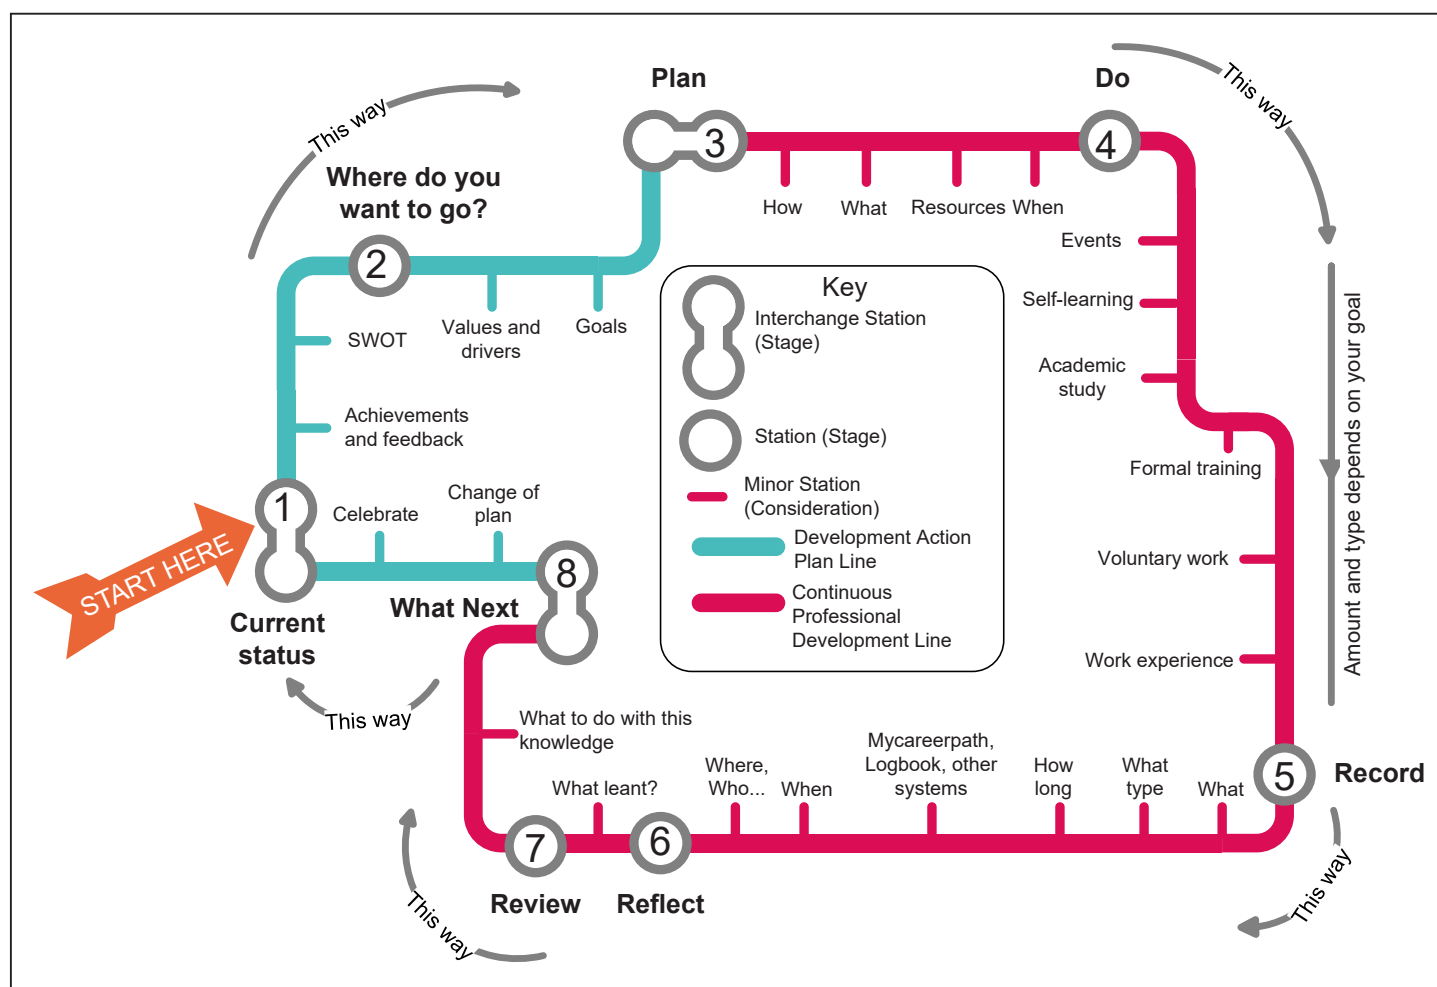 Plan
Do
This way
This way
3
4
Where do you
want to go?
How
What
Resources
When
2
Events
SWOT
Values and
drivers
Goals
Self-learning
Academic
study
Achievements
and feedback
Formal training
Amount and type depends on your goal
Key
Interchange Station
(Stage)
Station (Stage)
Minor Station
(Consideration)
Development Action
Plan Line
Continuous
Professional
Development Line
START HERE
1
Celebrate
Change of
plan
8
What Next
Current
status
This way
Voluntary work
Work experience
What to do with this
knowledge
What leant?
Where,
Who...
When
Mycareerpath,
Logbook, other
systems
How
long
What
type
What
5
Record
7
6
Review
Reflect
This way
This way